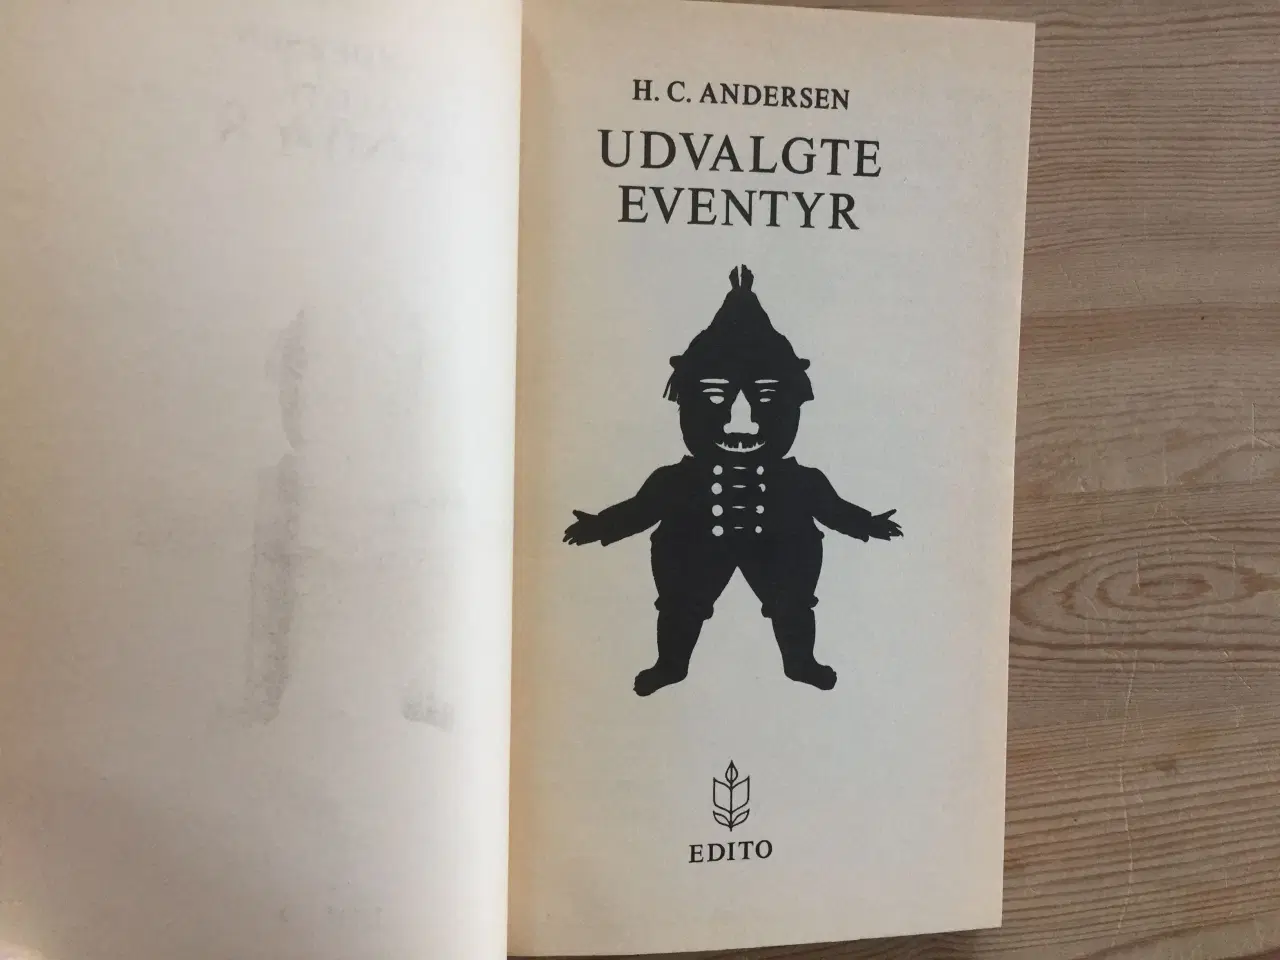 H. C. ANDERSEN
UDVALGTE
EVENTYR
EDITO